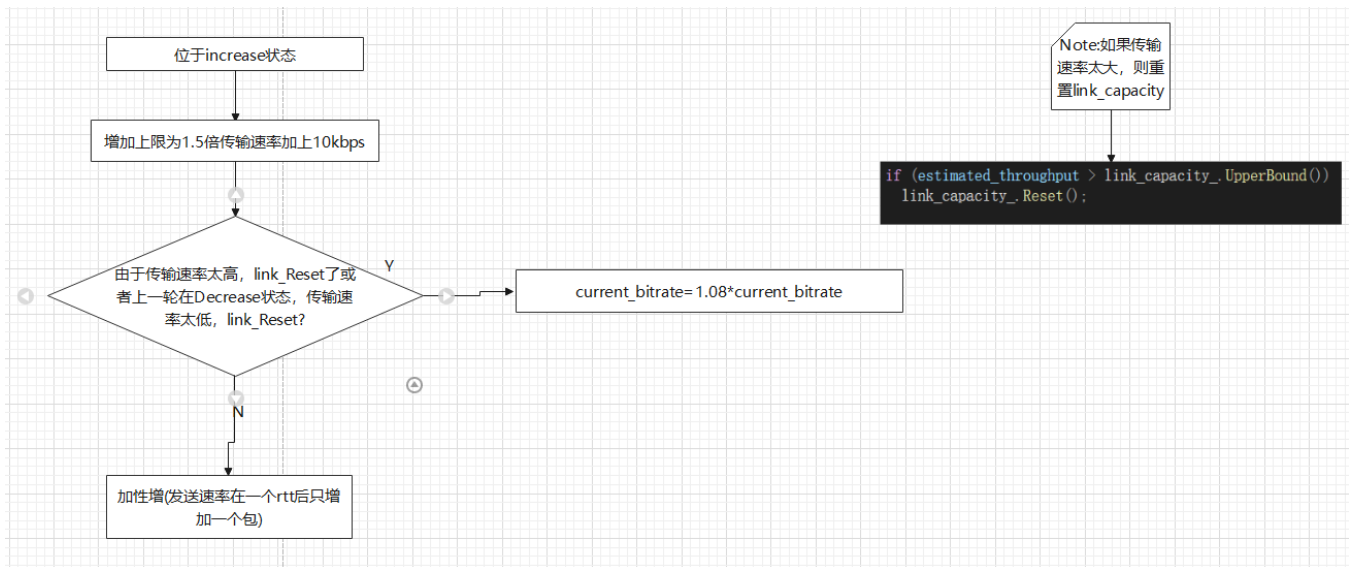 位于increase状态
增加上限为1.5倍传输速率加上10kbps
由于传输速率太高，link_Reset了或
者上一轮在Decrease状态，传输速
率太低，link_Reset?
Y
current_bitrate=1.08*current_bitrate
N
加性增(发送速率在一个rtt后只增
加一个包)
Note:如果传输
速率太大，则重
置link_capacity
if (estimated_throughput > link_capacity_.UpperBound())
link_capacity_.Reset();